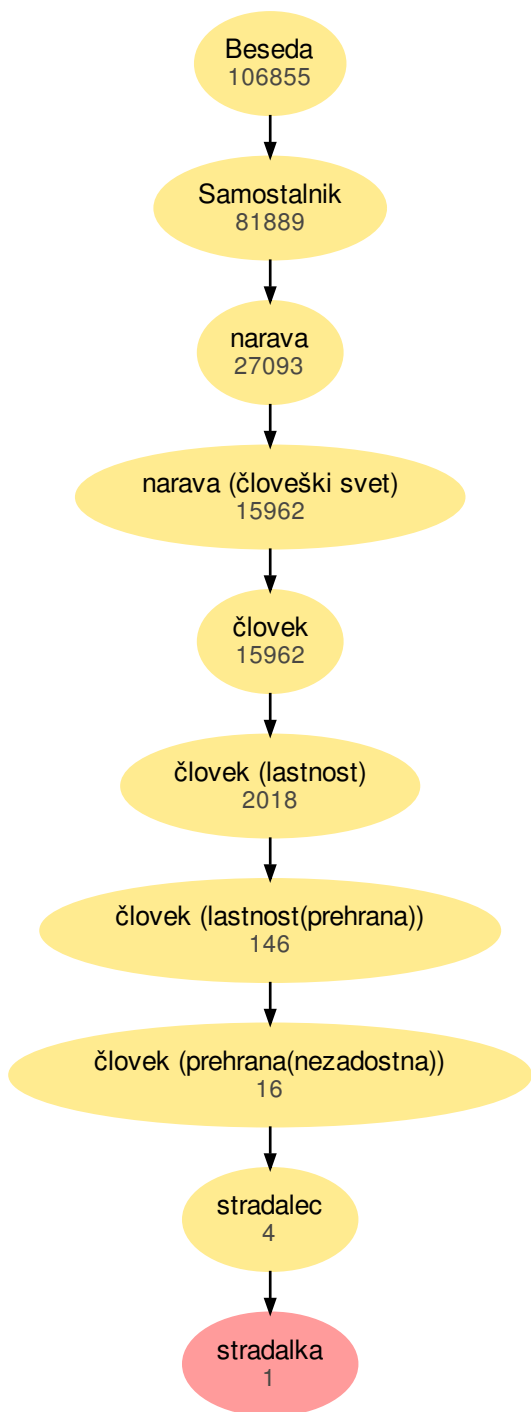 Beseda
106855
Samostalnik
81889
narava
27093
narava (človeški svet)
15962
človek
15962
človek (lastnost)
2018
človek (lastnost(prehrana))
146
človek (prehrana(nezadostna))
16
stradalec
4
stradalka
1